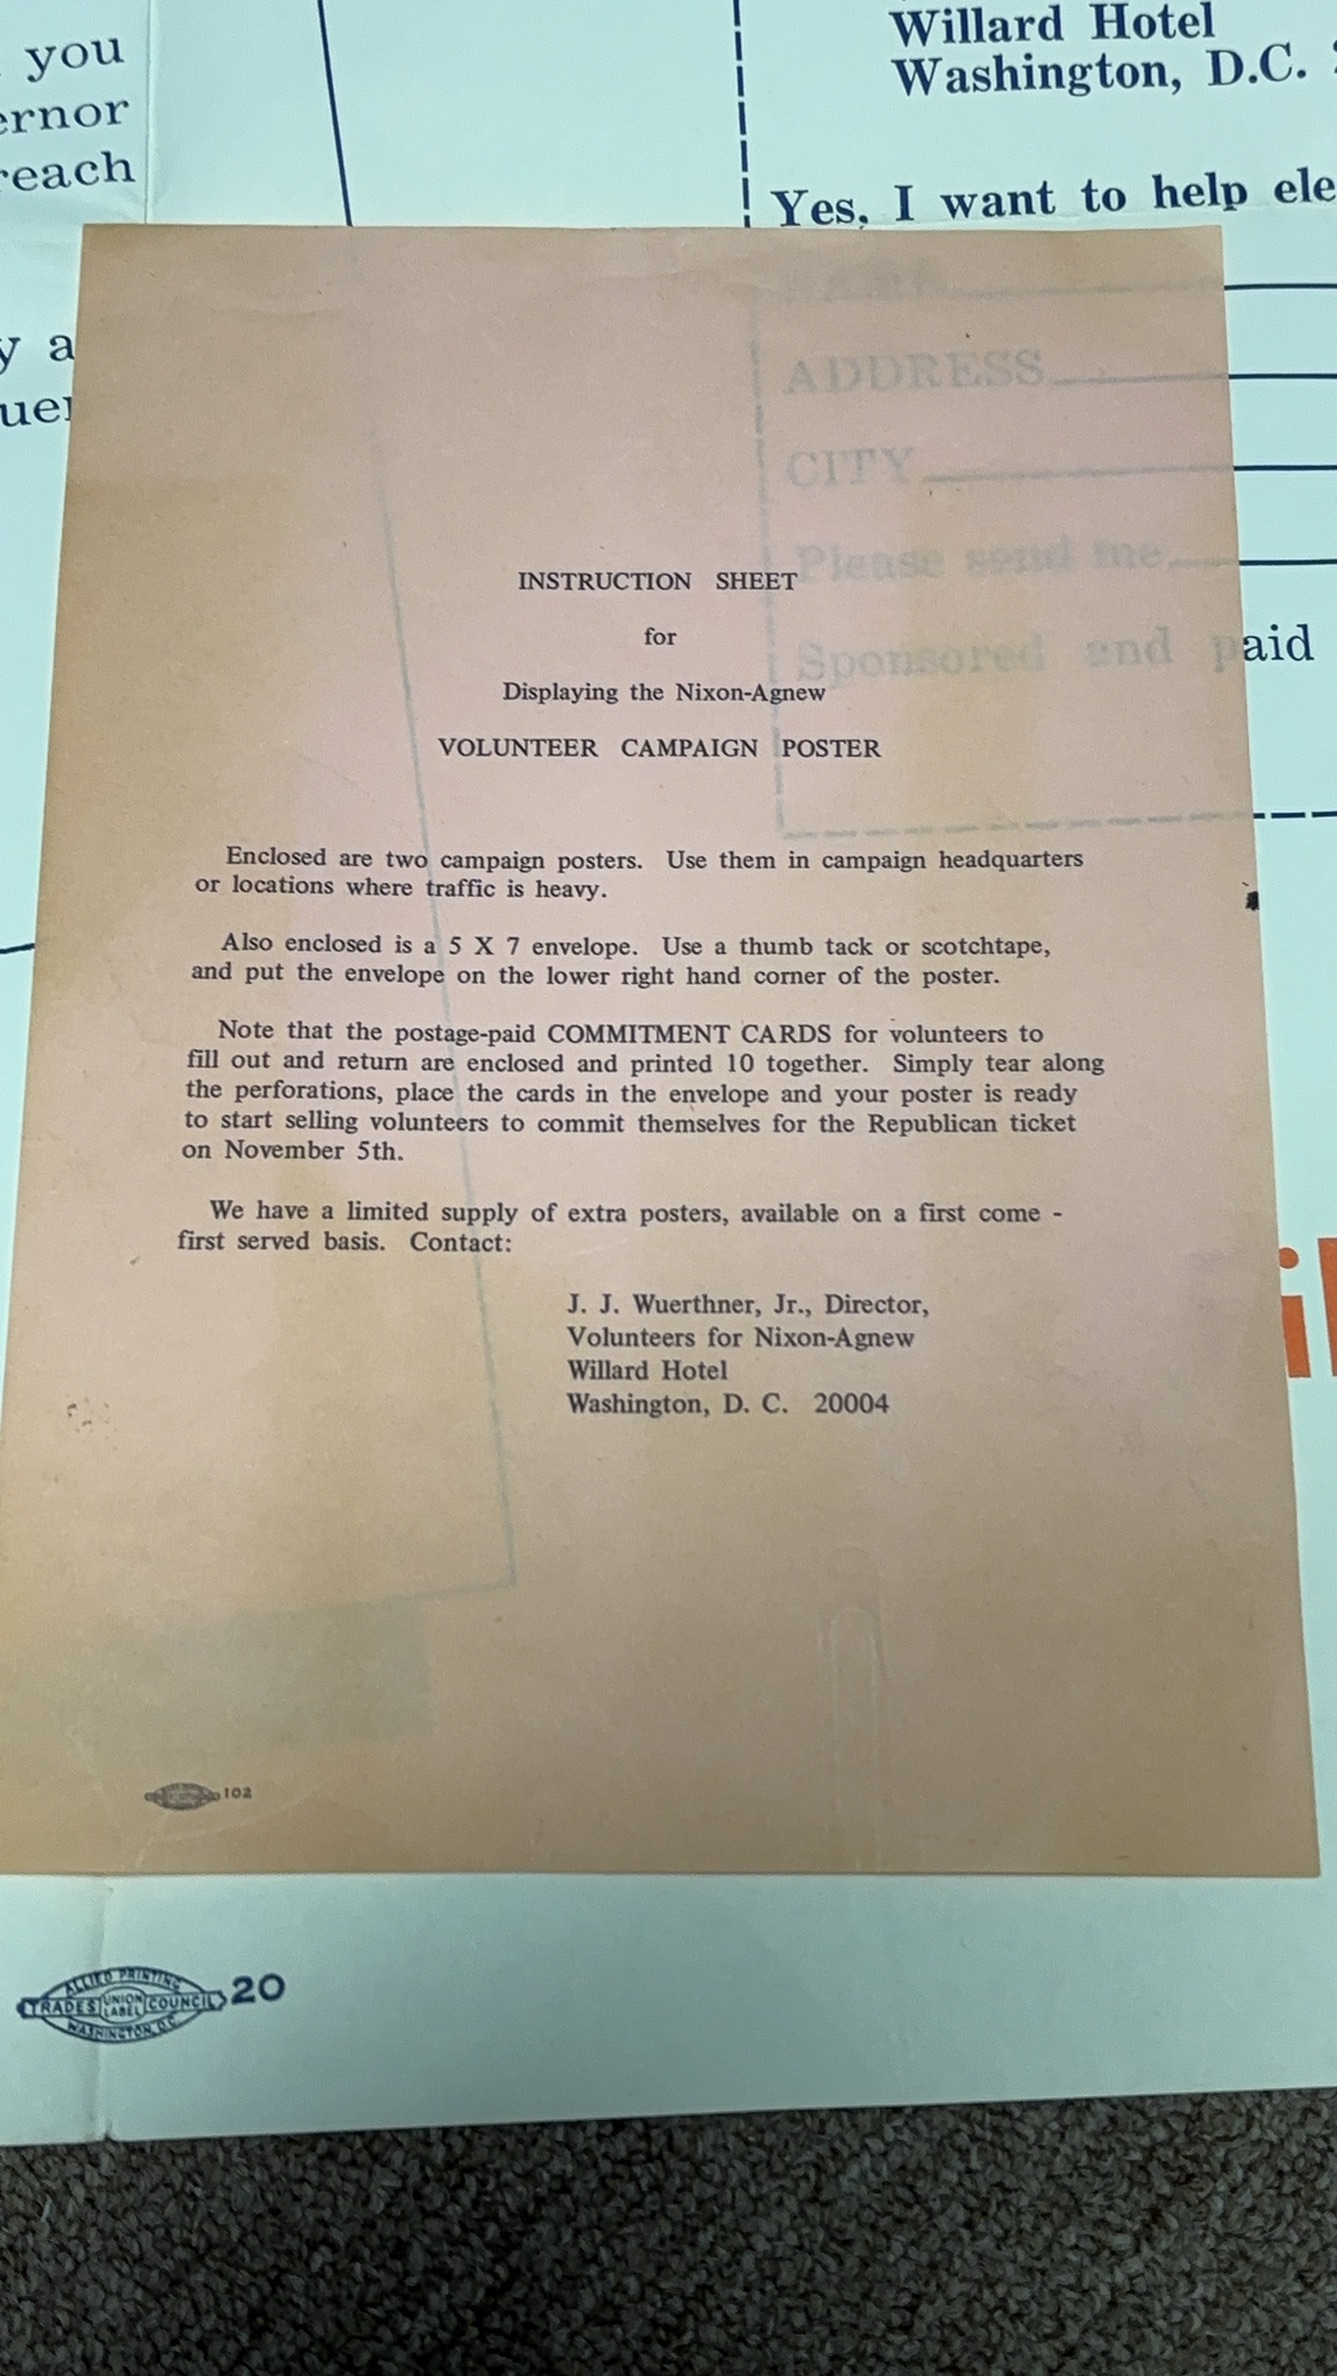 you
ernor
reach
y a
Willard Hotel
Washington, D.C.
Yes, I want to help ele
ADDRESS
CITY
Please send me
Sponsored and paid
INSTRUCTION SHEET
for
Displaying the Nixon-Agnew
VOLUNTEER CAMPAIGN POSTER
Enclosed are two campaign posters. Use them in campaign headquarters
or locations where traffic is heavy.
Also enclosed is a 5 X 7 envelope. Use a thumb tack or scotchtape,
and put the envelope on the lower right hand corner of the poster.
Note that the postage-paid COMMITMENT CARDS for volunteers to
fill out and return are enclosed and printed 10 together. Simply tear along
the perforations, place the cards in the envelope and your poster is ready
to start selling volunteers to commit themselves for the Republican ticket
on November 5th.
We have a limited supply of extra posters, available on a first come -
first served basis. Contact:
J. J. Wuerthner, Jr., Director,
Volunteers for Nixon-Agnew
Willard Hotel
Washington, D. C. 20004
102
ALLIED PRINTING
TRADES UNION LABEL COUNCIL
WASHINGTON, D.C.
20